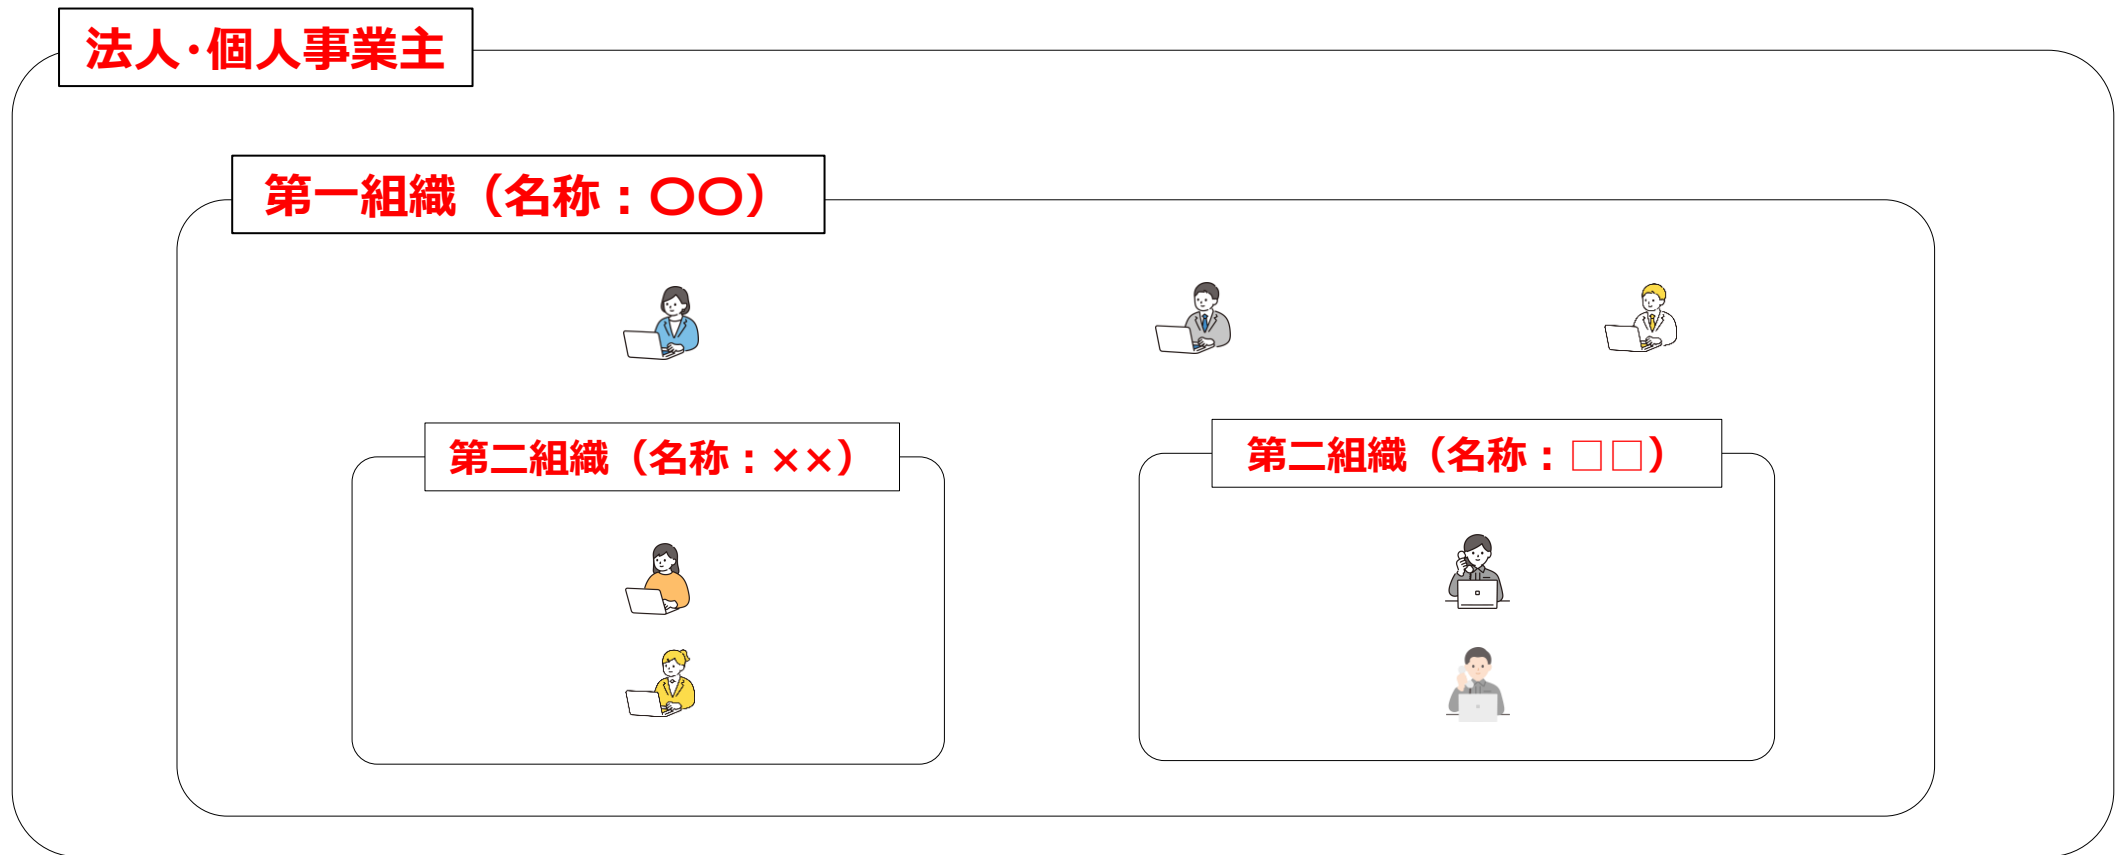 法人・個人事業主
第一組織（名称：〇〇）
第二組織（名称：××）
第二組織（名称：□□）